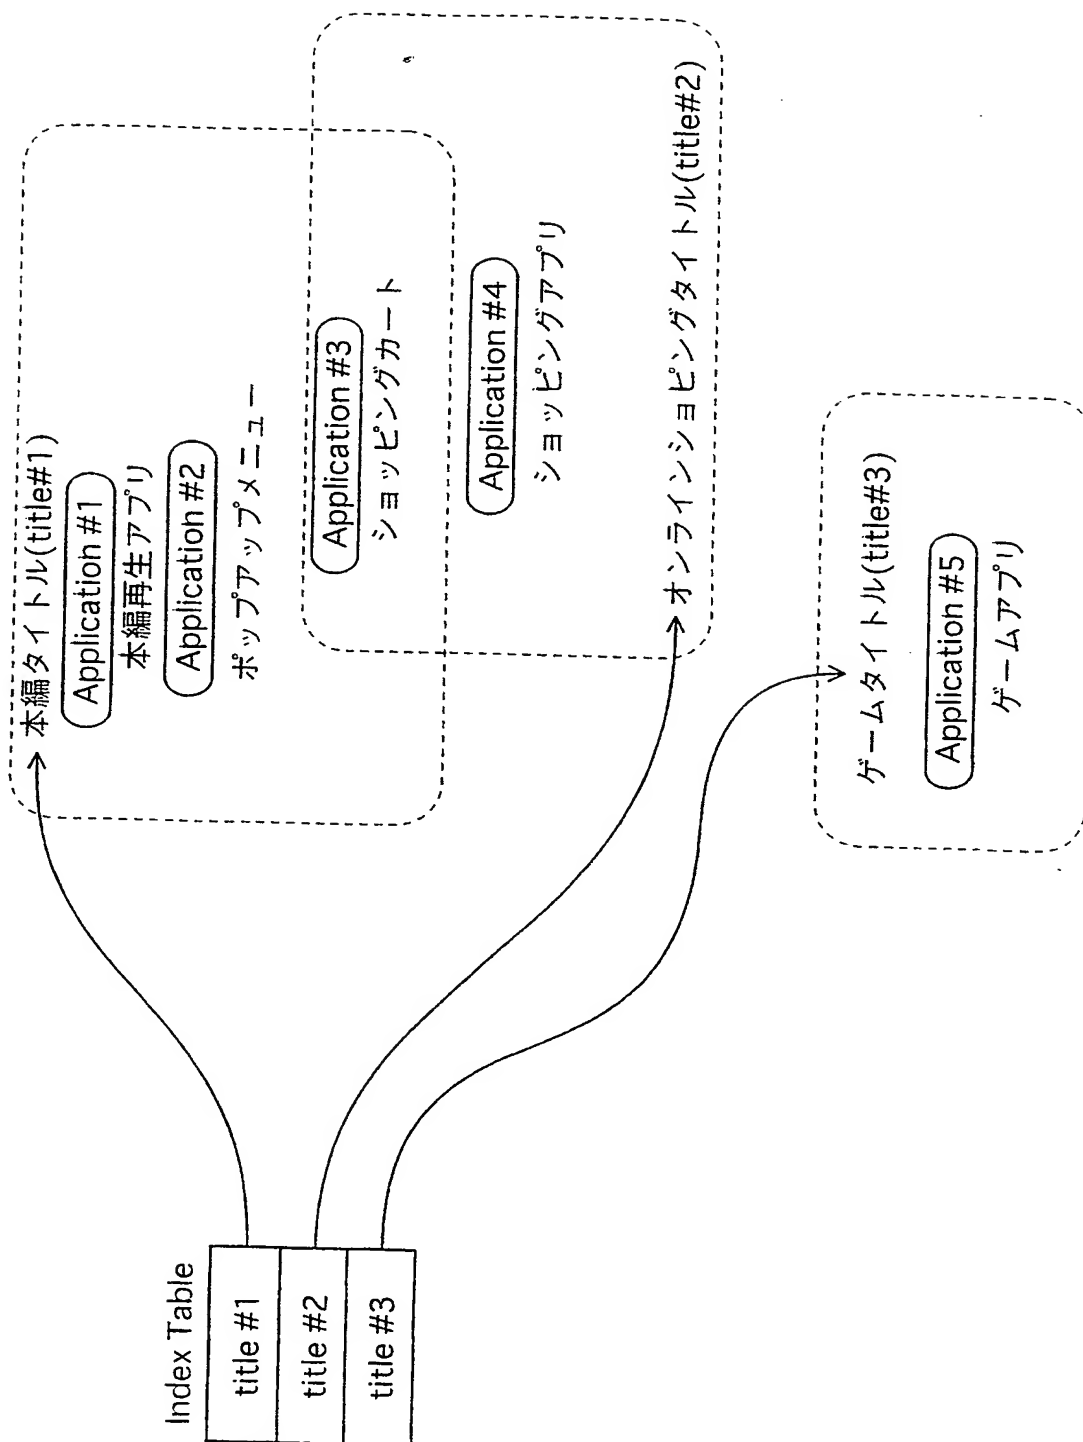 Index Table
title #1
title #2
title #3
本編タイトル(title#1)
Application #1
本編再生アプリ
Application #2
ポップアップメニュー
Application #3
ショッピングカート
Application #4
ショッピングアプリ
オンラインショピングタイトル(title#2)
ゲームタイトル(title#3)
Application #5
ゲームアプリ